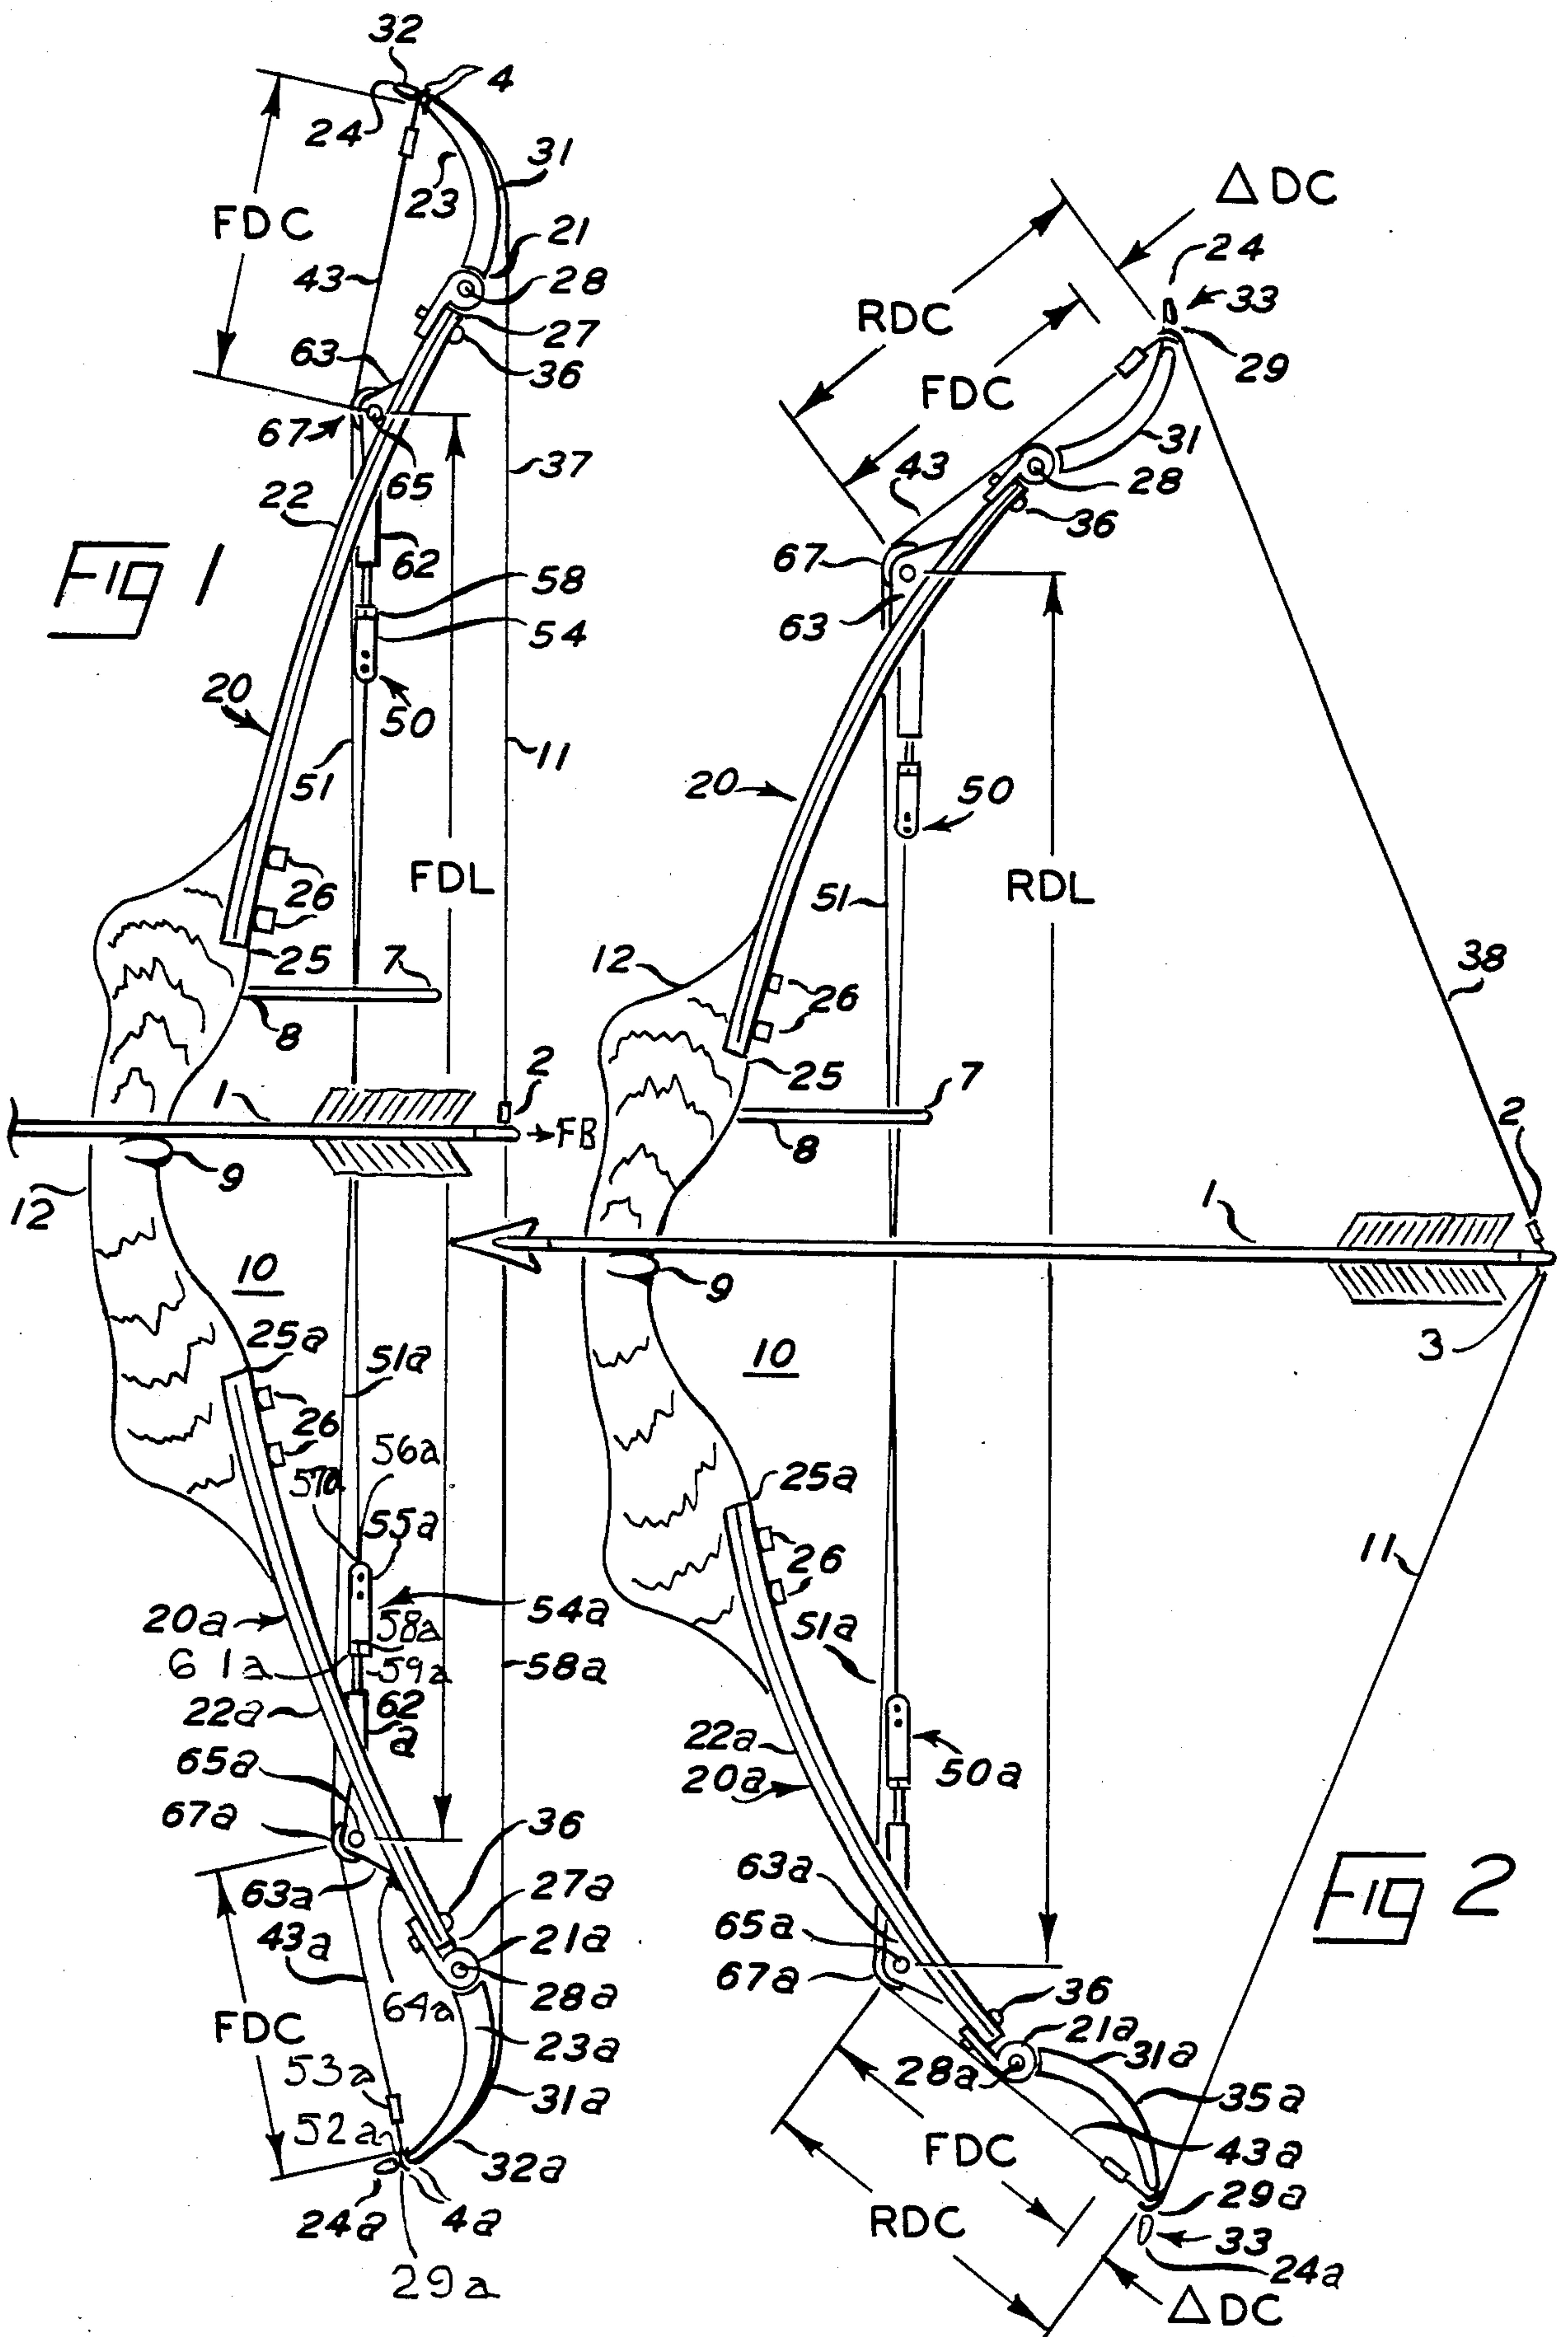 Fig 1
32
4
24
23
31
FDC
21
43
28
27
63
36
67
65
37
22
62
58
54
20
50
51
11
26
FDL
25
7
8
2
1
FB
9
12
10
25a
51a
26
56a
57a
55a
20a
54a
58a
61a
59a
58a
22a
62
a
65a
67a
36
63a
27a
43a
21a
64a
28a
FDC
23a
53a
31a
52a
32a
24a
4a
29a
Fig 2
△DC
24
33
RDC
29
FDC
31
43
28
36
67
63
20
50
51
RDL
12
38
26
25
7
8
2
1
9
3
10
25a
11
26
51a
22a
20a
50a
63a
65a
67a
36
21a
31a
28a
35a
FDC
43a
29a
RDC
33
24a
△DC